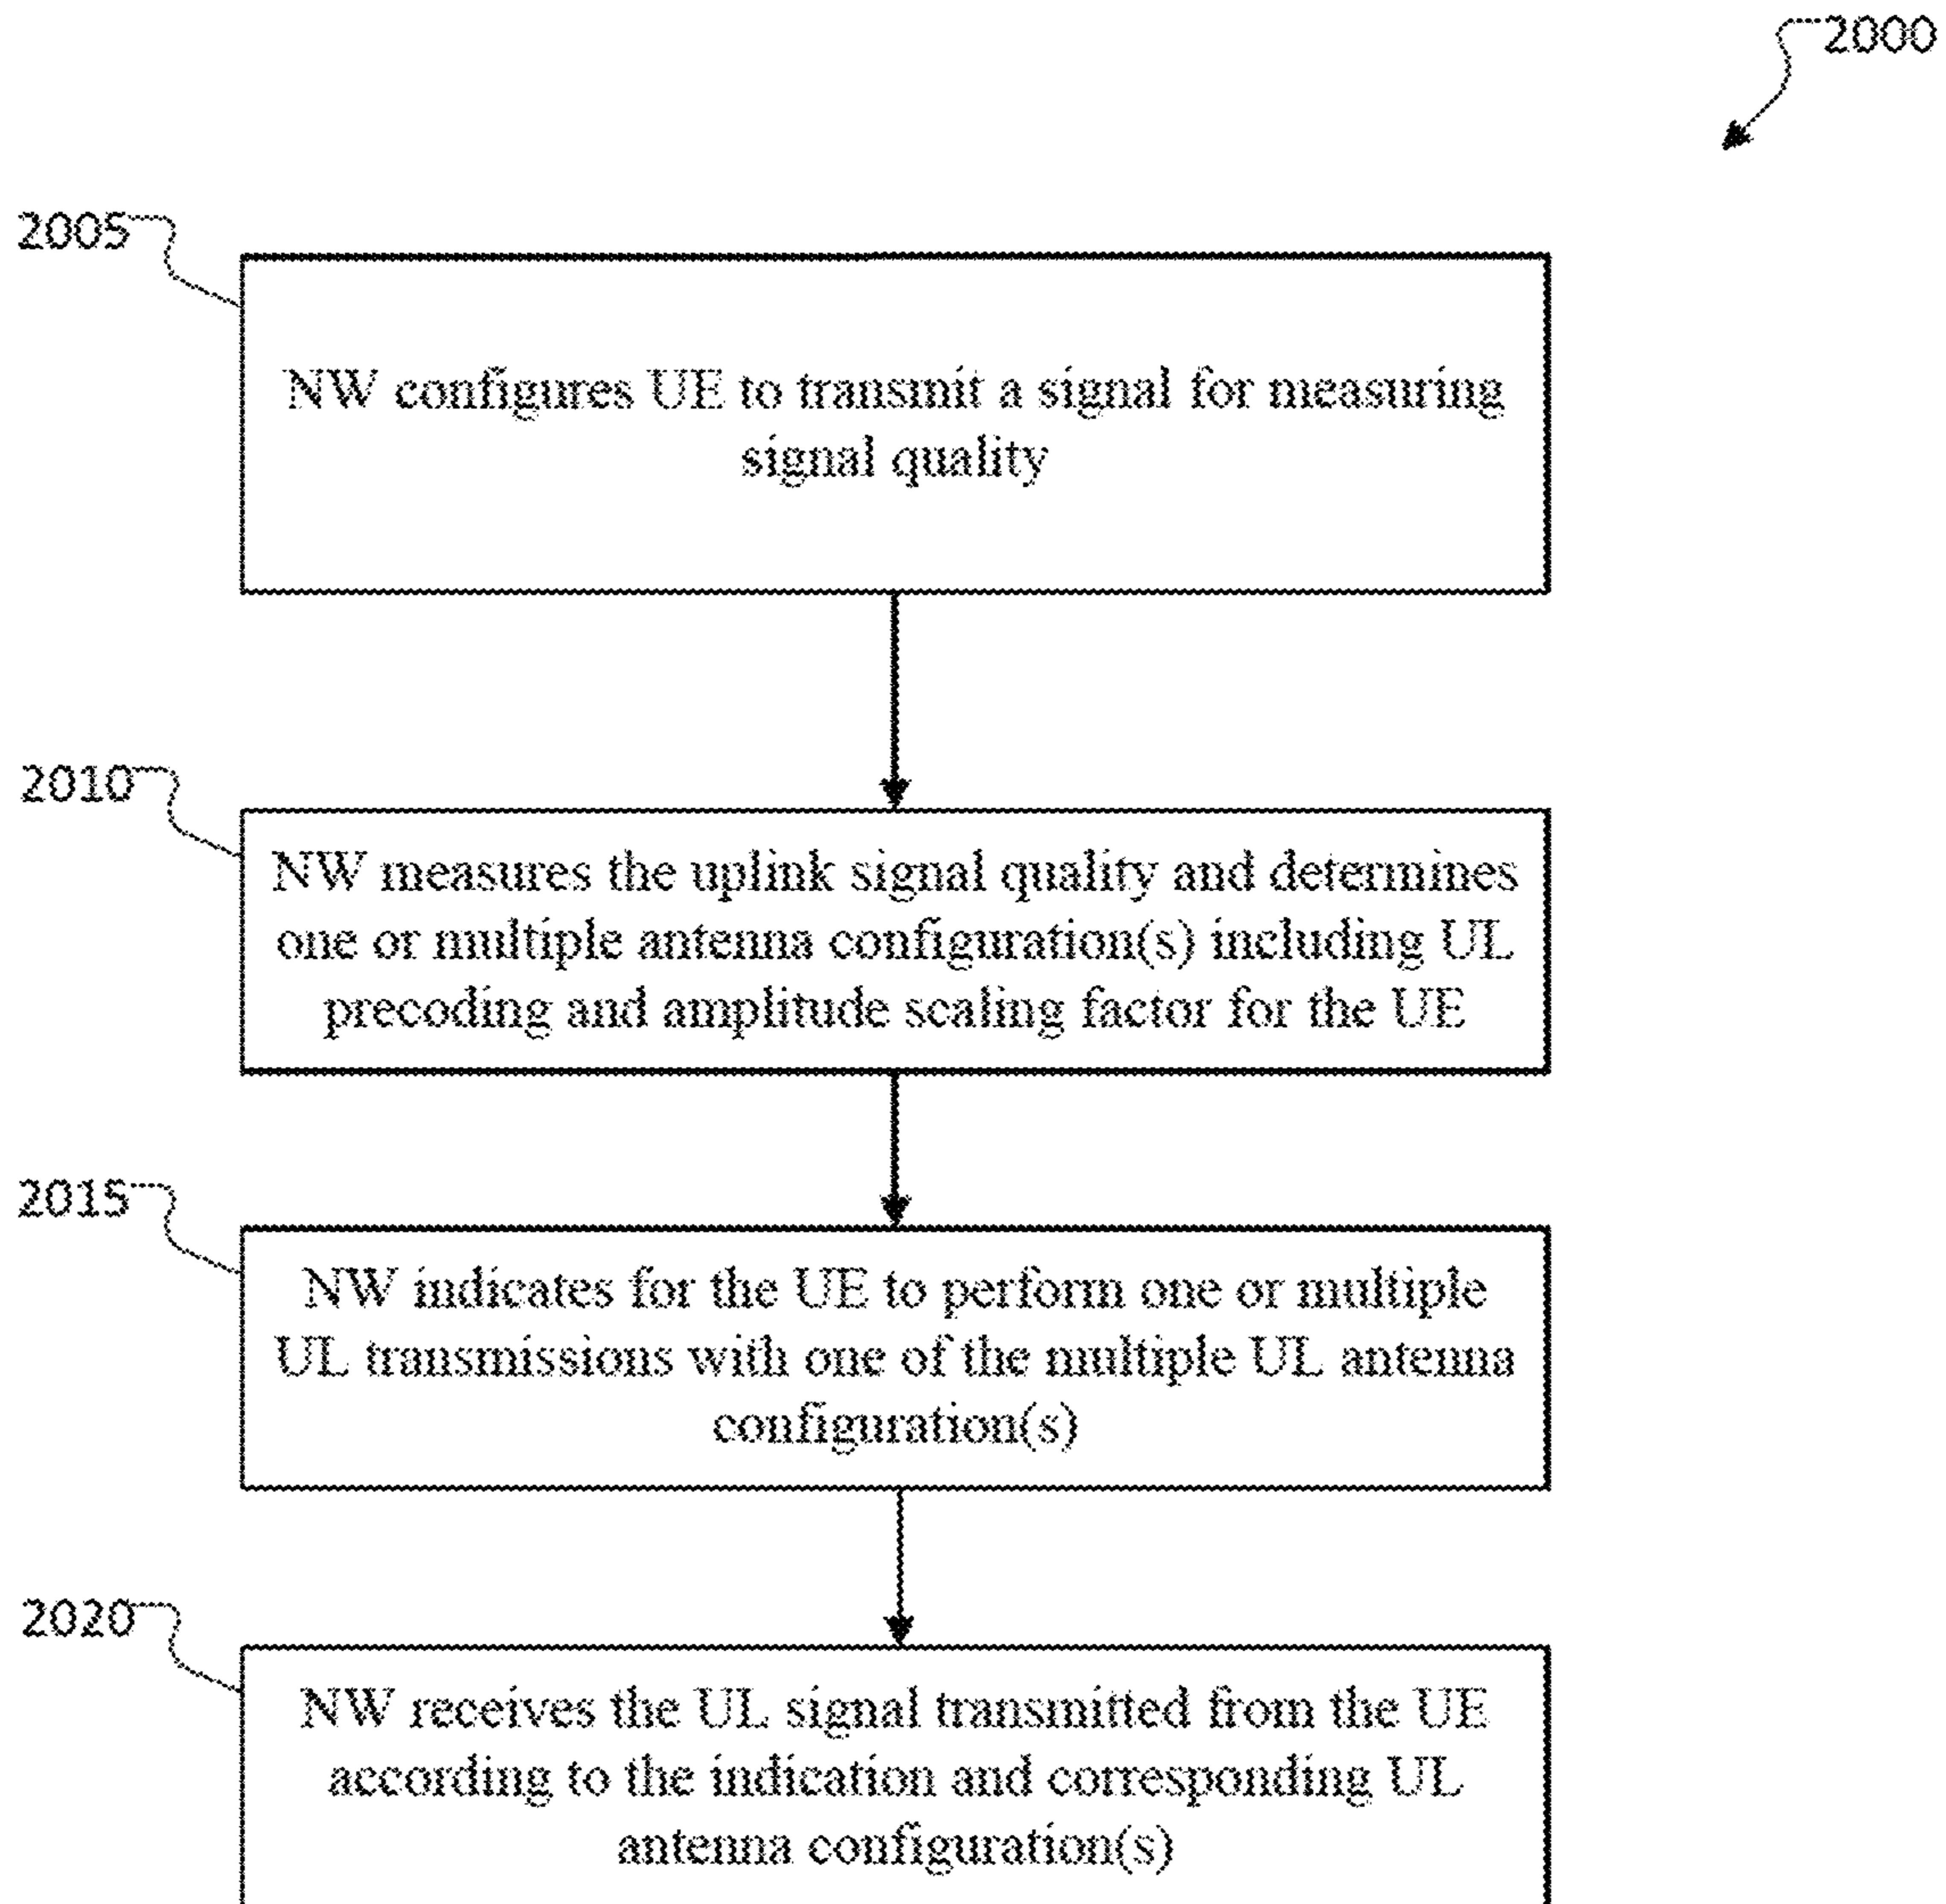 2000
2005
NW configures UE to transmit a signal for measuring
signal quality
2010
NW measures the uplink signal quality and determines
one or multiple antenna configuration(s) including UL
precoding and amplitude scaling factor for the UE
2015
NW indicates for the UE to perform one or multiple
UL transmissions with one of the multiple UL antenna
configuration(s)
2020
NW receives the UL signal transmitted from the UE
according to the indication and corresponding UL
antenna configuration(s)